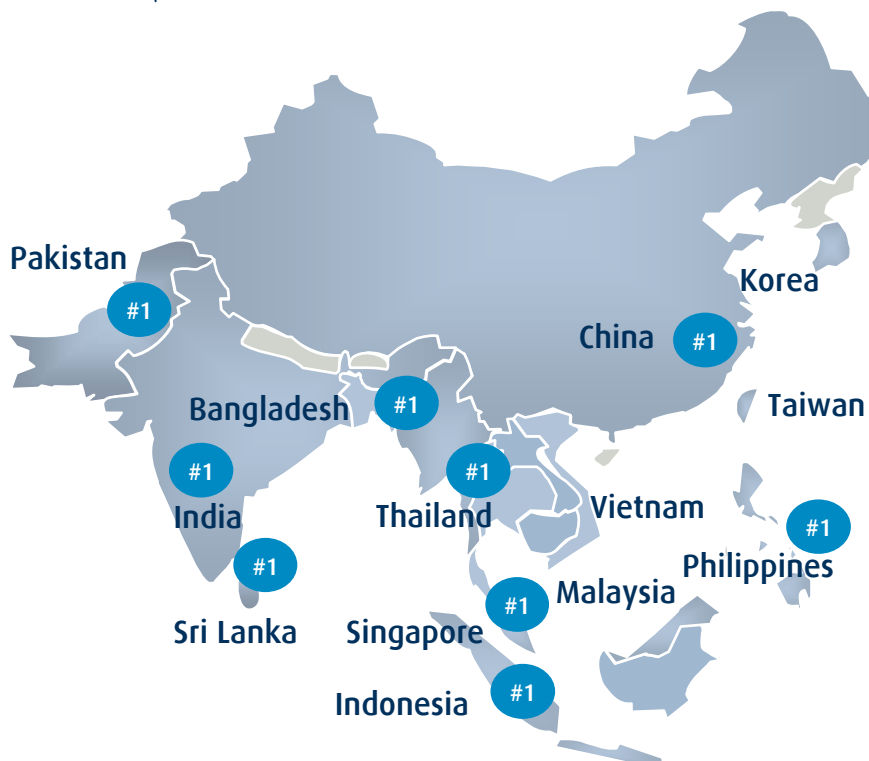 Pakistan
#1
Korea
China
#1
Bangladesh
#1
Taiwan
#1
India
#1
Thailand
Vietnam
#1
Philippines
#1
Sri Lanka
Malaysia
#1
Singapore
Indonesia
#1